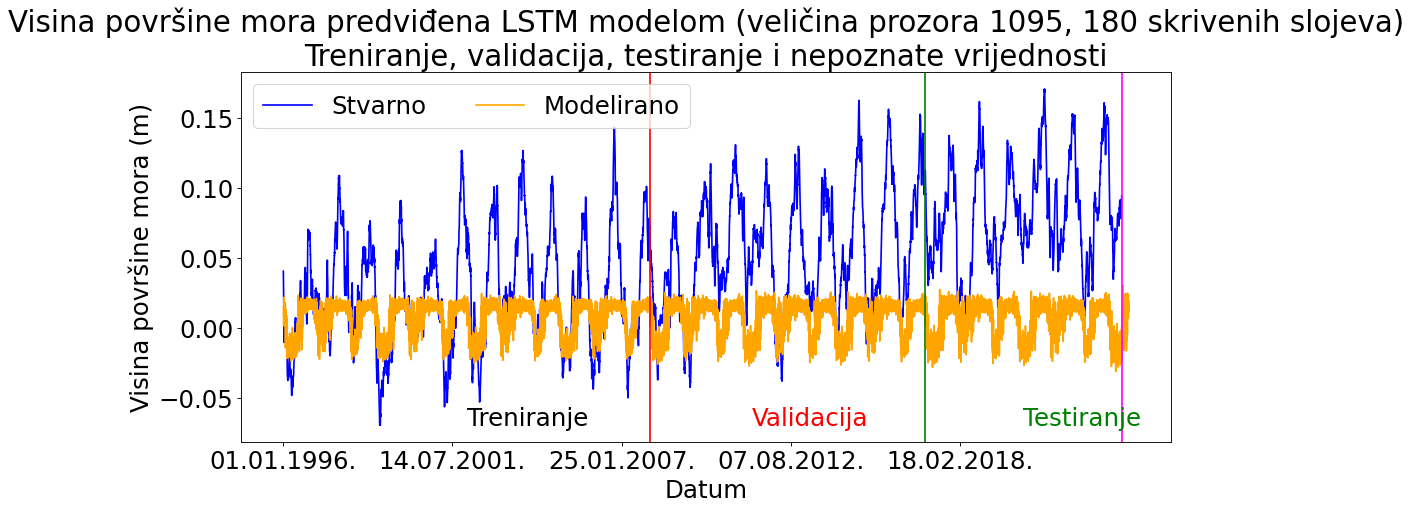 Visina površine mora predviđena LSTM modelom (veličina prozora 1095, 180 skrivenih slojeva)
Treniranje, validacija, testiranje i nepoznate vrijednosti
Stvarno
Modelirano
Visina površine mora (m)
0.15
0.10
0.05
0.00
−0.05
Treniranje
Validacija
Testiranje
01.01.1996.
14.07.2001.
25.01.2007.
07.08.2012.
18.02.2018.
Datum